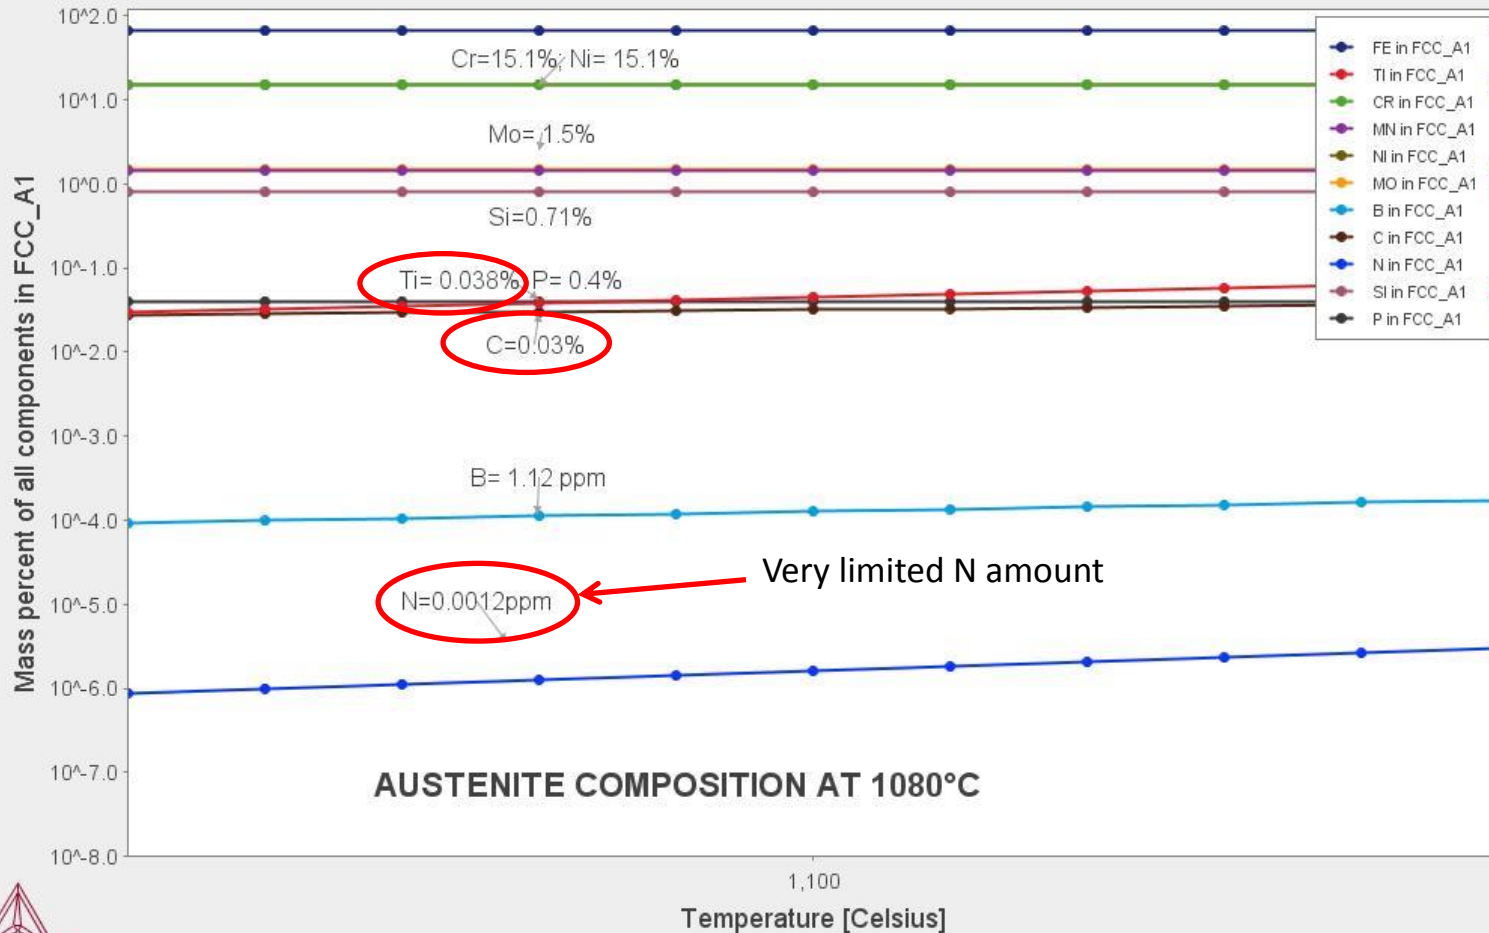 10^2.0
10^1.0
10^0.0
10^-1.0
10^-2.0
10^-3.0
10^-4.0
10^-5.0
10^-6.0
10^-7.0
10^-8.0
Mass percent of all components in FCC_A1
Cr=15.1%; Ni= 15.1%
Mo= 1.5%
Si=0.71%
Ti= 0.038% P= 0.4%
C=0.03%
B= 1.12 ppm
N=0.0012ppm
Very limited N amount
AUSTENITE COMPOSITION AT 1080°C
FE in FCC_A1
TI in FCC_A1
CR in FCC_A1
MN in FCC_A1
NI in FCC_A1
MO in FCC_A1
B in FCC_A1
C in FCC_A1
N in FCC_A1
SI in FCC_A1
P in FCC_A1
1,100
Temperature [Celsius]